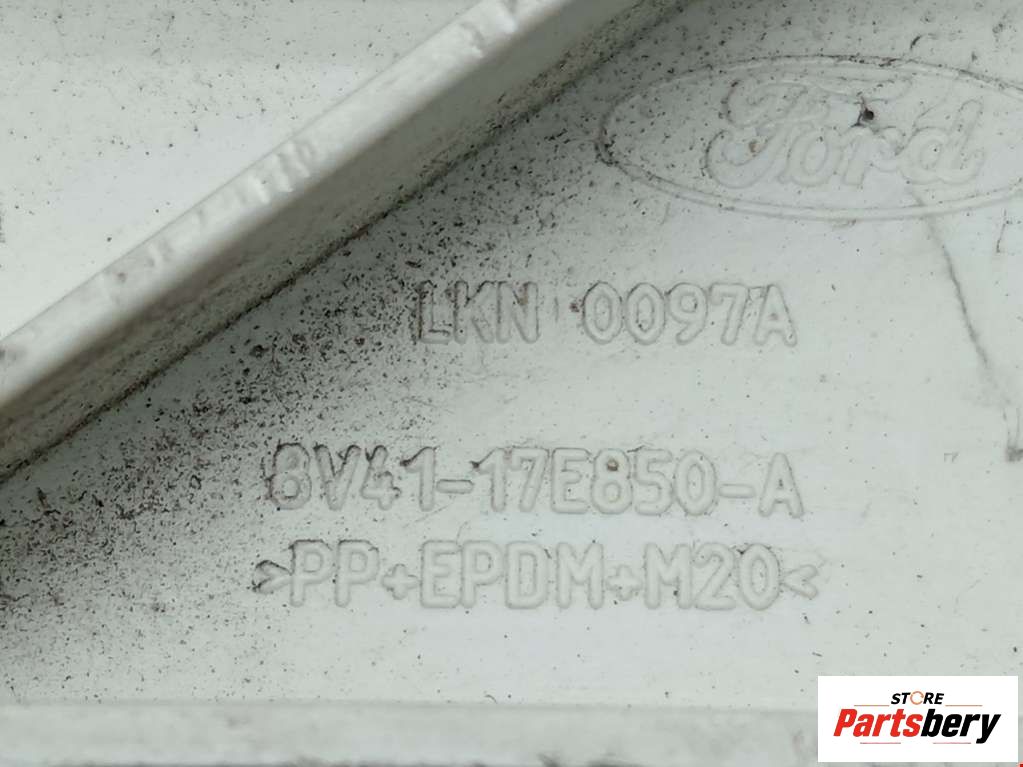 Ford
LKN 0097A
8V41-17E850-A
>PP+EPDM+M20<
STORE
Partsbery